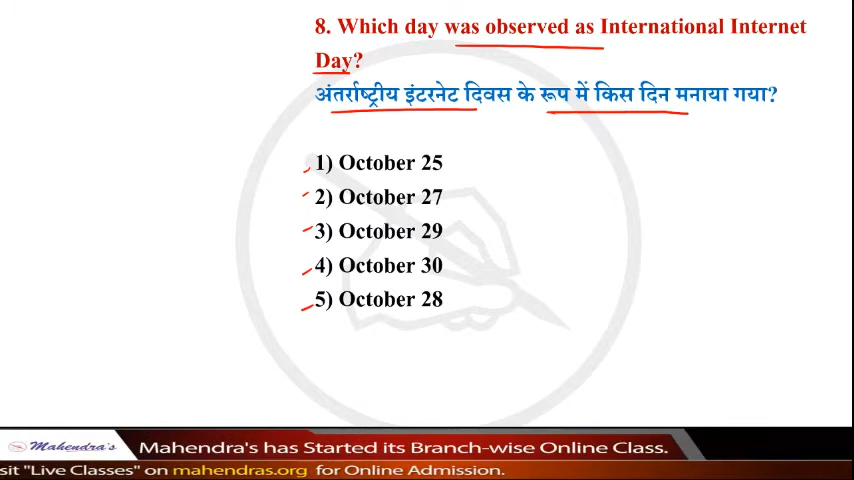 8. Which day was observed as International Internet
Day?
अंतर्राष्ट्रीय इंटरनेट दिवस के रूप में किस दिन मनाया गया?
1) October 25
2) October 27
3) October 29
4) October 30
5) October 28
Mahendra's
Mahendra's has Started its Branch-wise Online Class.
sit "Live Classes" on mahendras.org for Online Admission.